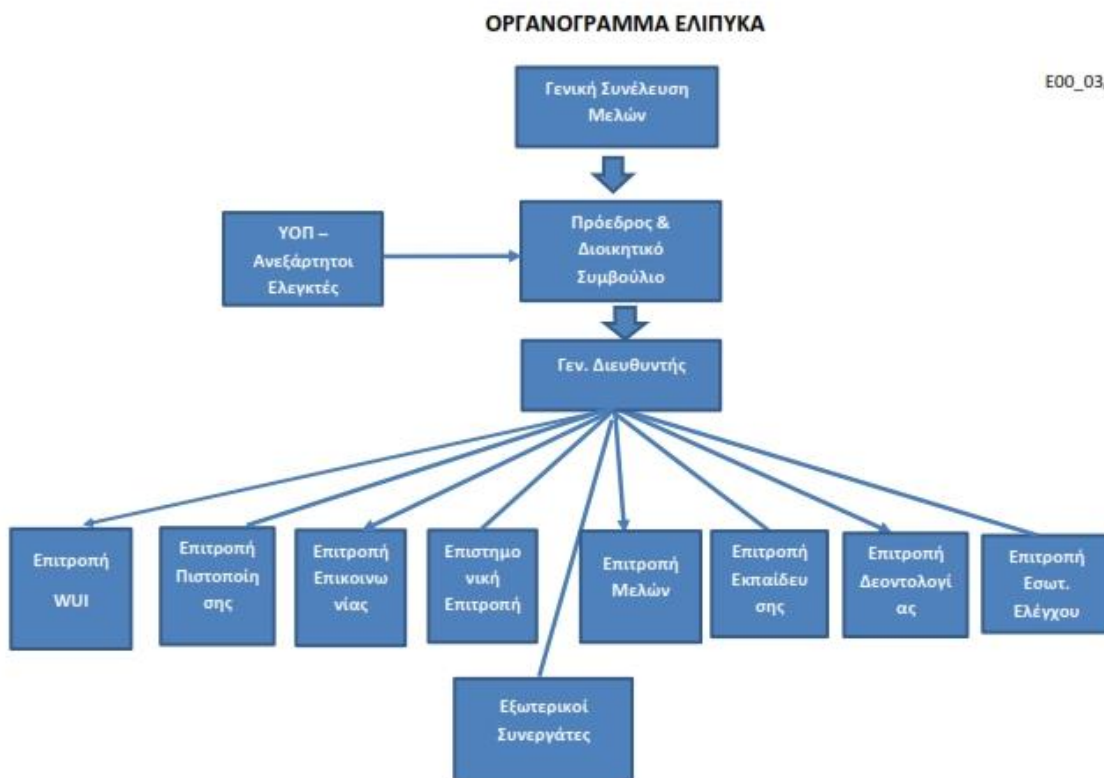 ΟΡΓΑΝΟΓΡΑΜΜΑ ΕΛΙΠΥΚΑ
Ε00_03
Γενική Συνέλευση
Μελών
ΥΟΠ –
Ανεξάρτητοι
Ελεγκτές
Πρόεδρος &
Διοικητικό
Συμβούλιο
Γεν. Διευθυντής
Επιτροπή
WUI
Επιτροπή
Πιστοποίη
σης
Επιτροπή
Επικοινω
νίας
Επιστημο
νική
Επιτροπή
Επιτροπή
Μελών
Επιτροπή
Εκπαίδευ
σης
Επιτροπή
Δεοντολογί
ας
Επιτροπή
Εσωτ.
Ελέγχου
Εξωτερικοί
Συνεργάτες